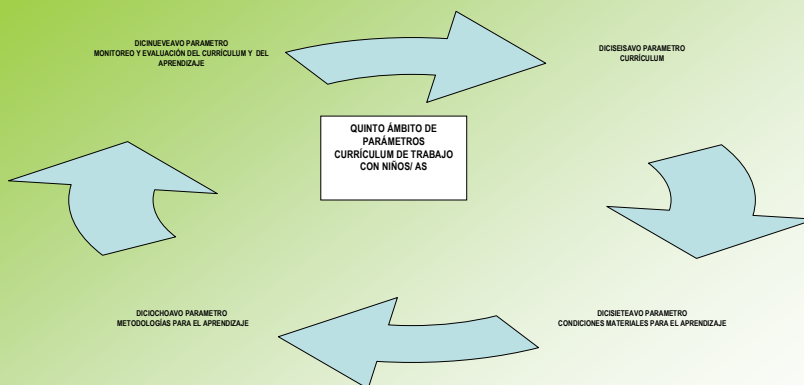 DICINUEVEAVO PARAMETRO
MONITOREO Y EVALUACIÓN DEL CURRÍCULUM Y DEL
APRENDIZAJE
DICISEISAVO PARAMETRO
CURRÍCULUM
QUINTO ÁMBITO DE
PARÁMETROS
CURRÍCULUM DE TRABAJO
CON NIÑOS/ AS
DICIOCHOAVO PARAMETRO
METODOLOGÍAS PARA EL APRENDIZAJE
DICISIETEAVO PARAMETRO
CONDICIONES MATERIALES PARA EL APRENDIZAJE